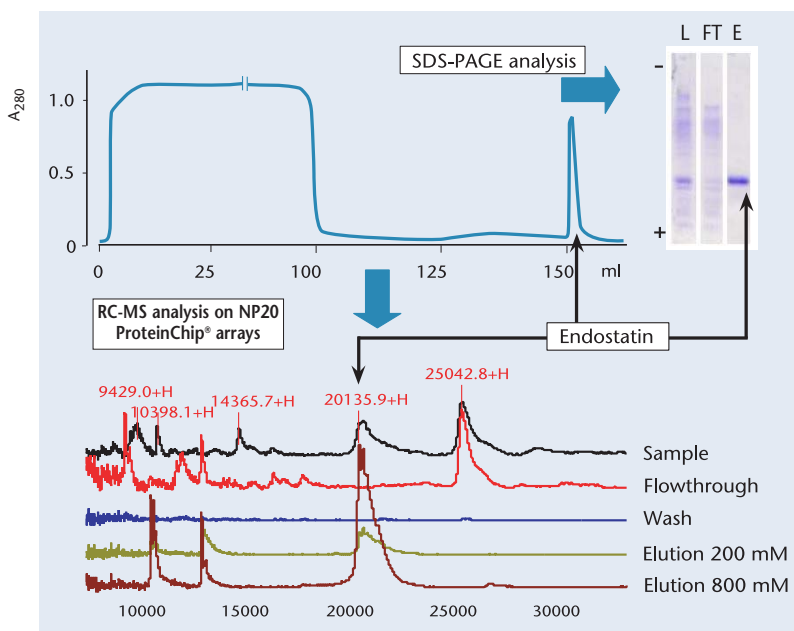 L FT E
SDS-PAGE analysis
–
+
A280
1.0
0.5
0
0 25 100 125 150 ml
RC-MS analysis on NP20
ProteinChip® arrays
Endostatin
9429.0+H
10398.1+H
14365.7+H
20135.9+H
25042.8+H
Sample
Flowthrough
Wash
Elution 200 mM
Elution 800 mM
10000 15000 20000 25000 30000